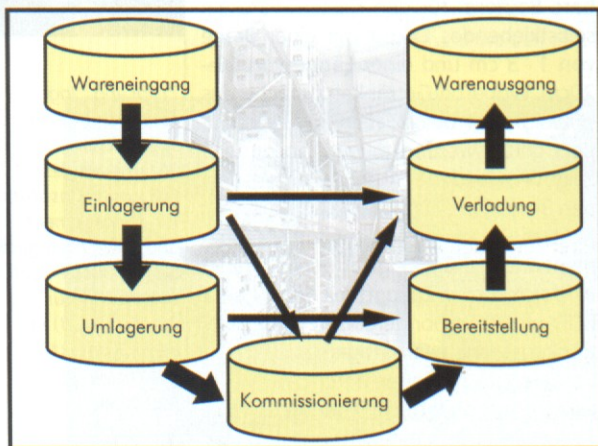 Wareneingang
Warenausgang
Einlagerung
Verladung
Umlagerung
Bereitstellung
Kommissionierung